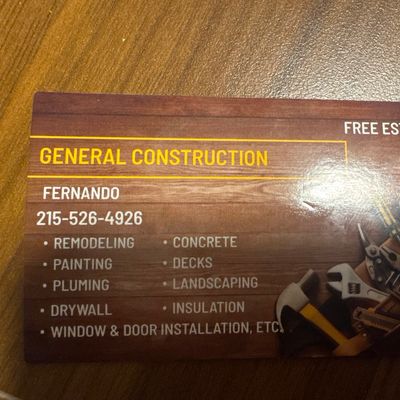 FREE EST
GENERAL CONSTRUCTION
FERNANDO
215-526-4926
• REMODELING • CONCRETE
• PAINTING • DECKS
• PLUMING • LANDSCAPING
• DRYWALL • INSULATION
• WINDOW & DOOR INSTALLATION, ETC.